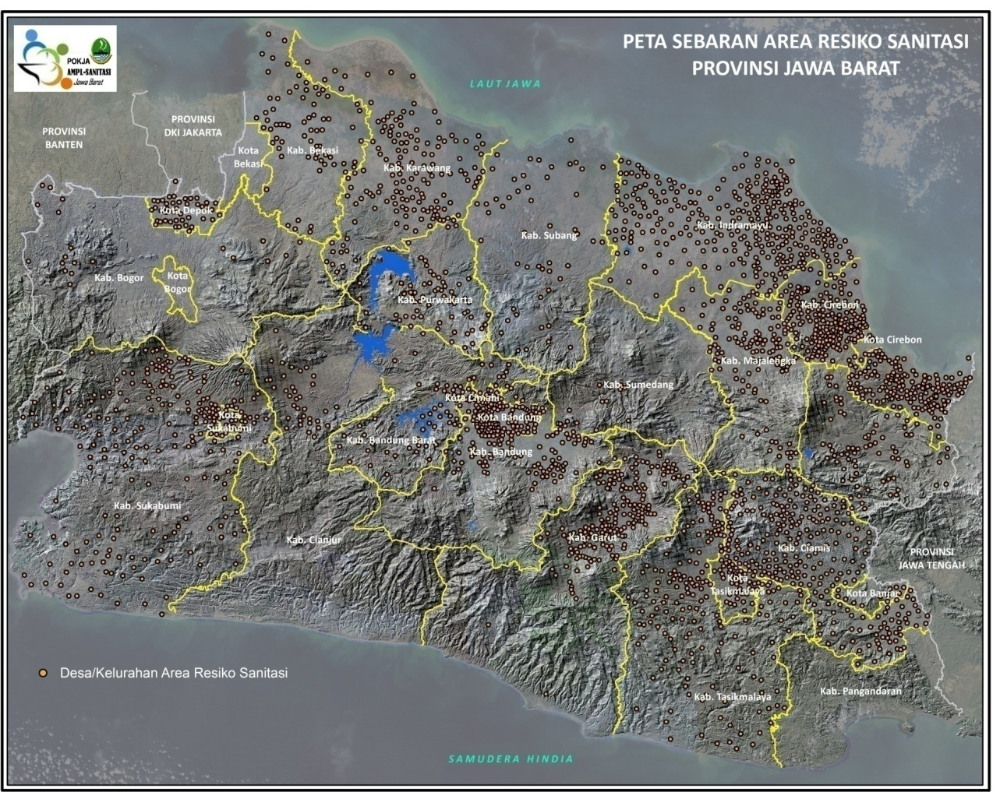 POKJA
AMPL-SANITASI
Jawa Barat
PETA SEBARAN AREA RESIKO SANITASI
PROVINSI JAWA BARAT
LAUT JAWA
PROVINSI
BANTEN
PROVINSI
DKI JAKARTA
Kota
Bekasi
Kab. Bekasi
Kab. Karawang
Kota Depok
Kab. Subang
Kab. Indramayu
Kab. Bogor
Kota
Bogor
Kab. Purwakarta
Kab. Cirebon
Kota Cirebon
Kab. Majalengka
Kab. Sumedang
Kota Cimahi
Kota Bandung
Kota
Sukabumi
Kab. Bandung Barat
Kab. Bandung
Kab. Sukabumi
Kab. Cianjur
Kab. Garut
Kab. Ciamis
PROVINSI
JAWA TENGAH
Kota
Tasikmalaya
Kota Banjar
Desa/Kelurahan Area Resiko Sanitasi
Kab. Tasikmalaya
Kab. Pangandaran
SAMUDERA HINDIA